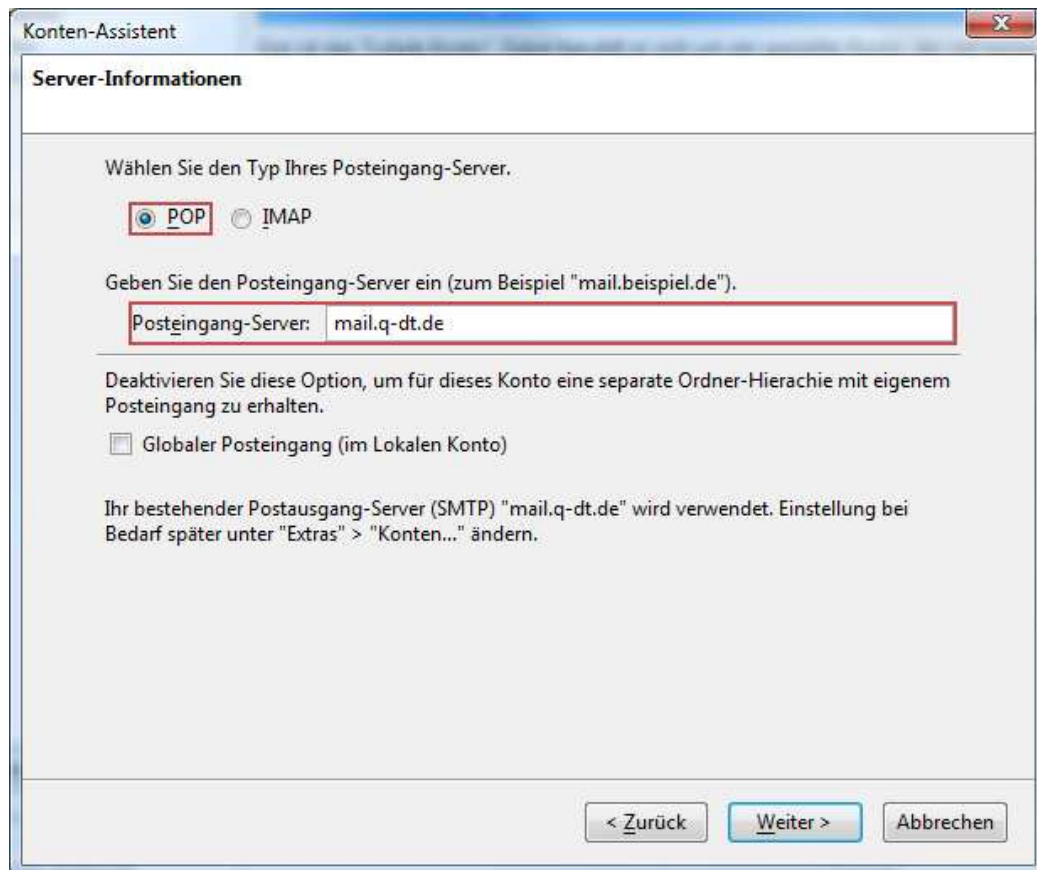 Konten-Assistent
Server-Informationen
Wählen Sie den Typ Ihres Posteingang-Server.
POP IMAP
Geben Sie den Posteingang-Server ein (zum Beispiel "mail.beispiel.de").
Posteingang-Server: mail.q-dt.de
Deaktivieren Sie diese Option, um für dieses Konto eine separate Ordner-Hierachie mit eigenem
Posteingang zu erhalten.
Globaler Posteingang (im Lokalen Konto)
Ihr bestehender Postausgang-Server (SMTP) "mail.q-dt.de" wird verwendet. Einstellung bei
Bedarf später unter "Extras" > "Konten..." ändern.
< Zurück Weiter > Abbrechen